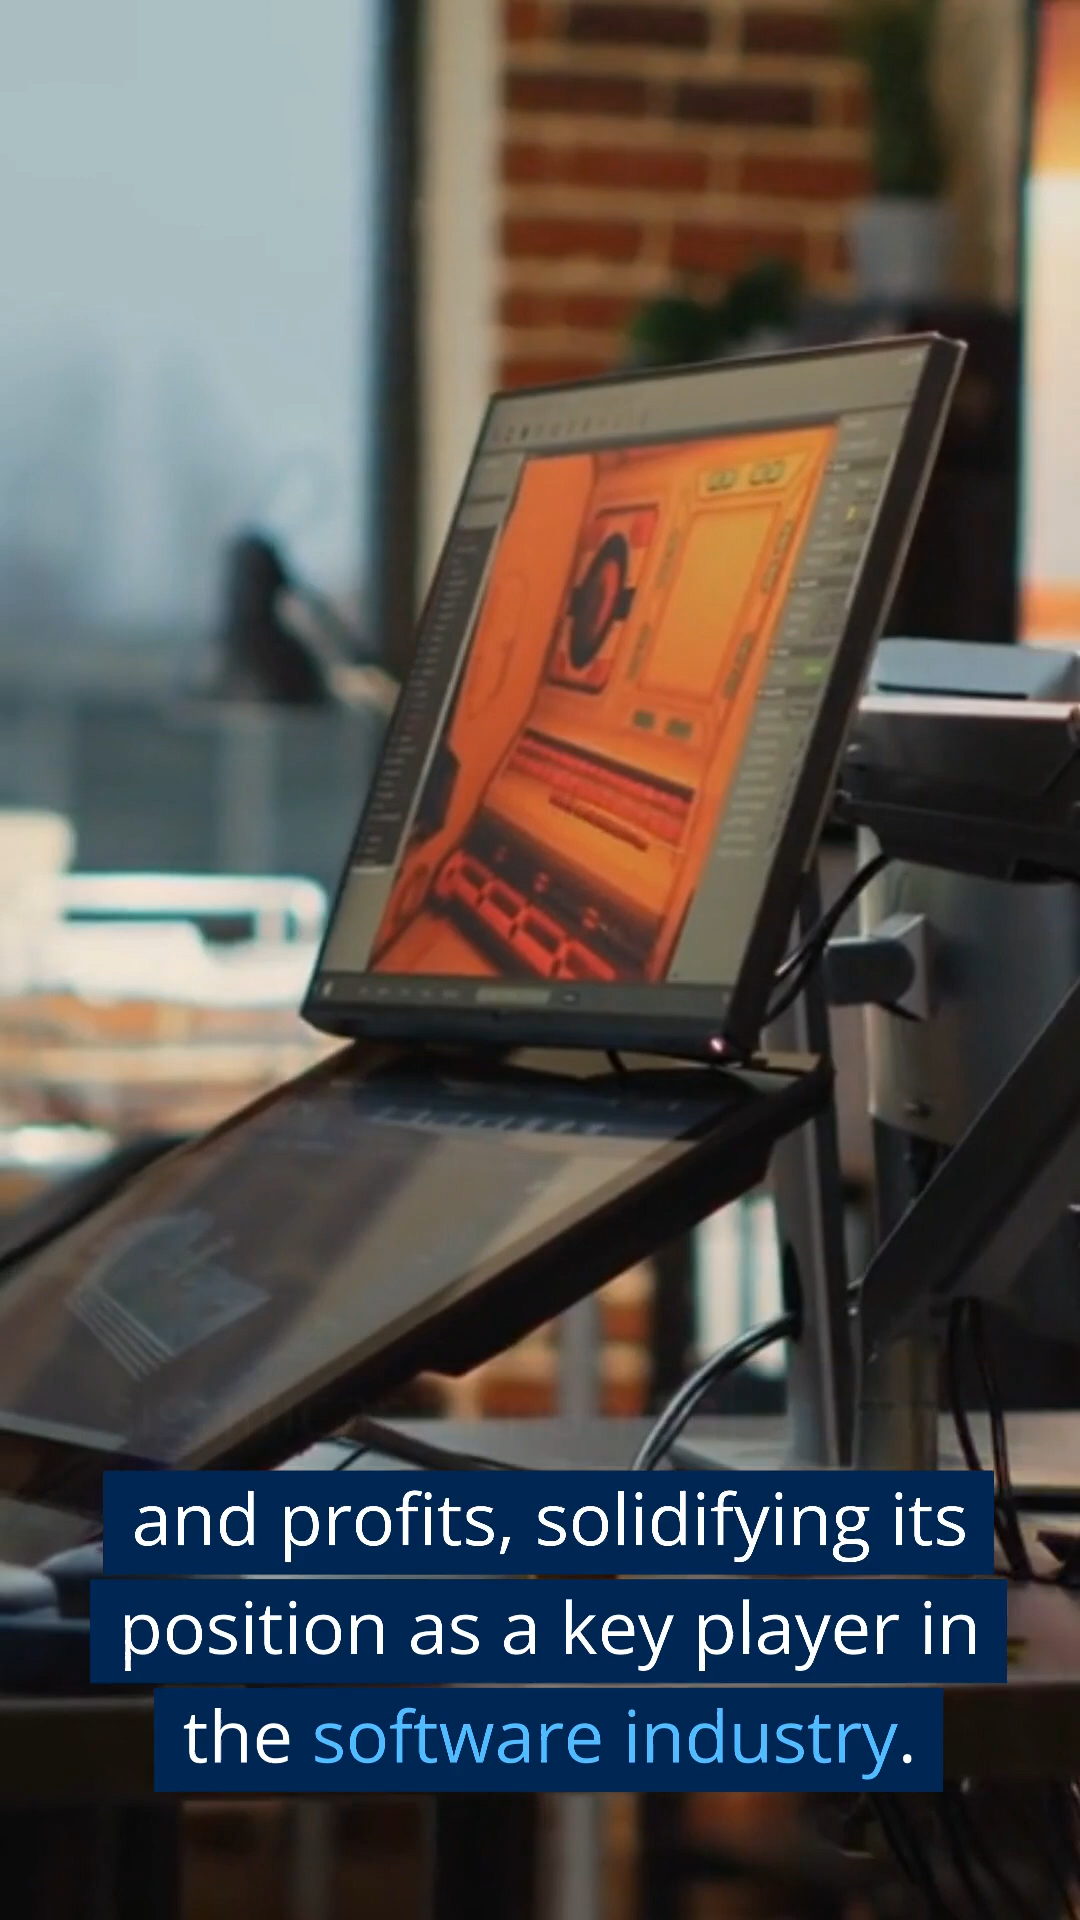 and profits, solidifying its
position as a key player in
the software industry.